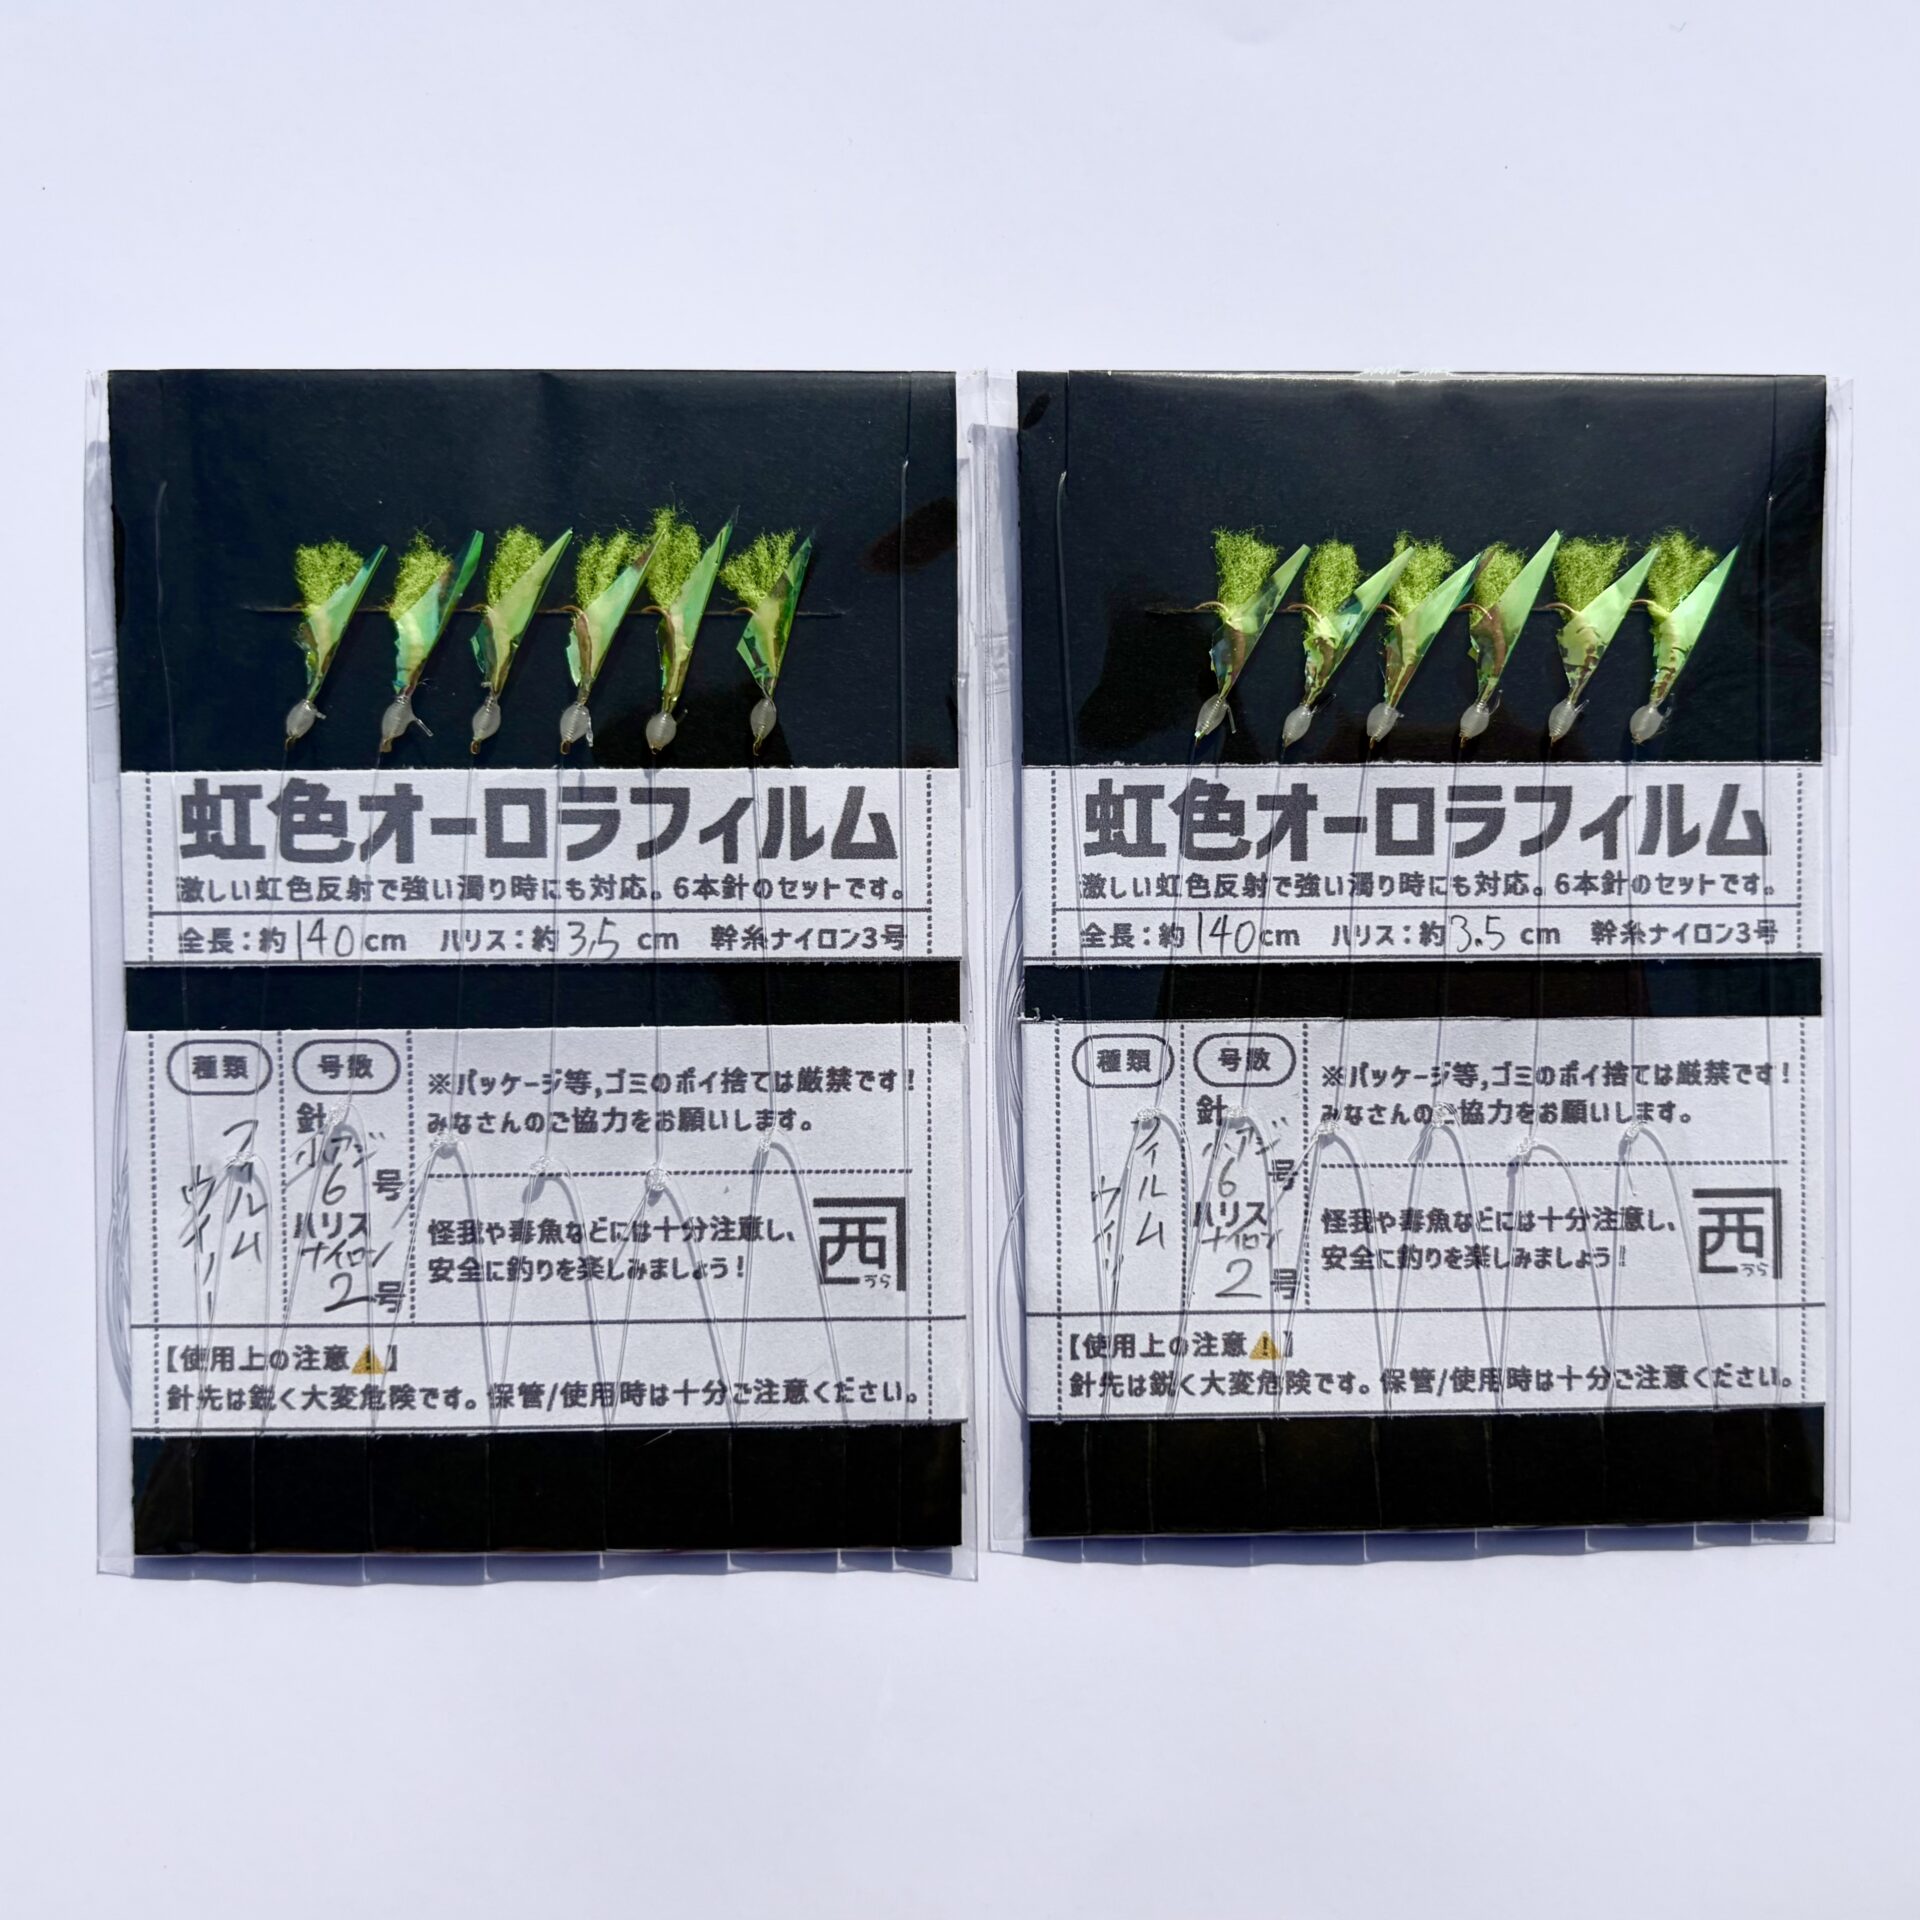 虹色オーロラフィルム
激しい虹色反射で強い濁り時にも対応。6本針のセットです。
全長：約140cm ハリス：約3.5cm 幹糸ナイロン3号
種類
フィルム
ウィリー
号数
針
小アジ
6号
ハリス
ナイロン
2号
※パッケージ等,ゴミのポイ捨ては厳禁です！
みなさんのご協力をお願いします。
怪我や毒魚などには十分注意し、
安全に釣りを楽しみましょう！
西
うら
【使用上の注意⚠】
針先は鋭く大変危険です。保管/使用時は十分ご注意ください。
虹色オーロラフィルム
激しい虹色反射で強い濁り時にも対応。6本針のセットです。
全長：約140cm ハリス：約3.5cm 幹糸ナイロン3号
種類
フィルム
ウィリー
号数
針
小アジ
6号
ハリス
ナイロン
2号
※パッケージ等,ゴミのポイ捨ては厳禁です！
みなさんのご協力をお願いします。
怪我や毒魚などには十分注意し、
安全に釣りを楽しみましょう！
西
うら
【使用上の注意⚠】
針先は鋭く大変危険です。保管/使用時は十分ご注意ください。